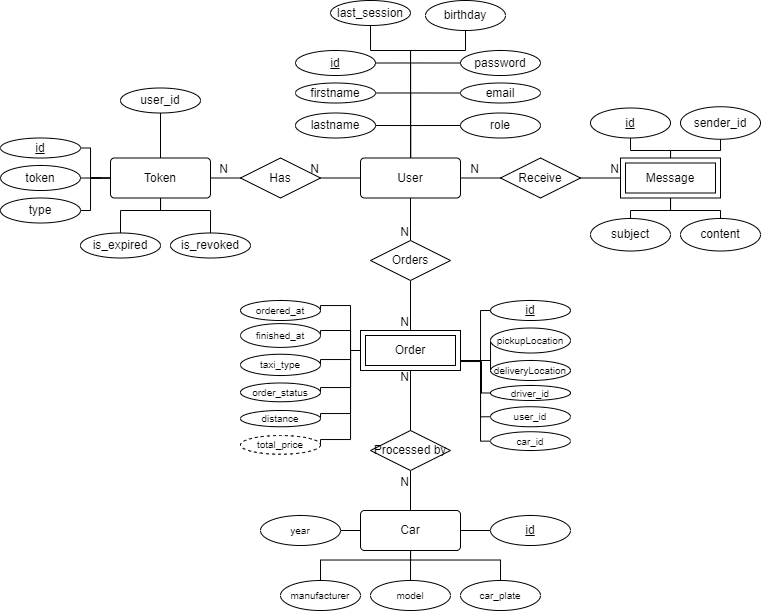 last_session
birthday
id
password
firstname
email
lastname
role
user_id
id
token
type
Token
N
Has
N
User
N
Receive
N
Message
id
sender_id
is_expired
is_revoked
subject
content
N
Orders
N
ordered_at
finished_at
taxi_type
order_status
distance
total_price
Order
id
pickupLocation
deliveryLocation
driver_id
user_id
car_id
N
Processed by
N
year
Car
id
manufacturer
model
car_plate